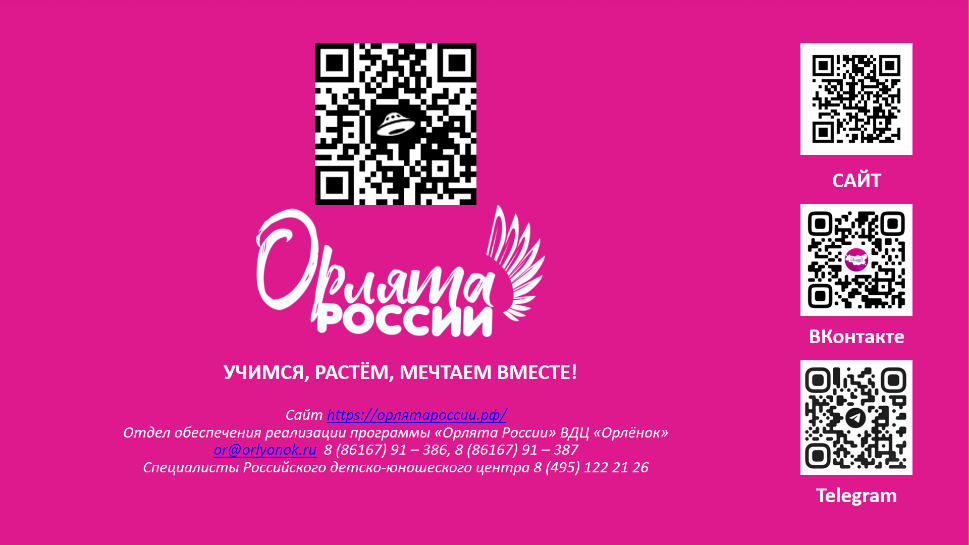 Орлята
РОССИИ
УЧИМСЯ, РАСТЁМ, МЕЧТАЕМ ВМЕСТЕ!
Сайт https://орлятароссии.рф/
Отдел обеспечения реализации программы «Орлята России» ВДЦ «Орлёнок»
or@orlyonok.ru 8 (86167) 91 – 386, 8 (86167) 91 – 387
Специалисты Российского детско-юношеского центра 8 (495) 122 21 26
САЙТ
ВКонтакте
Telegram